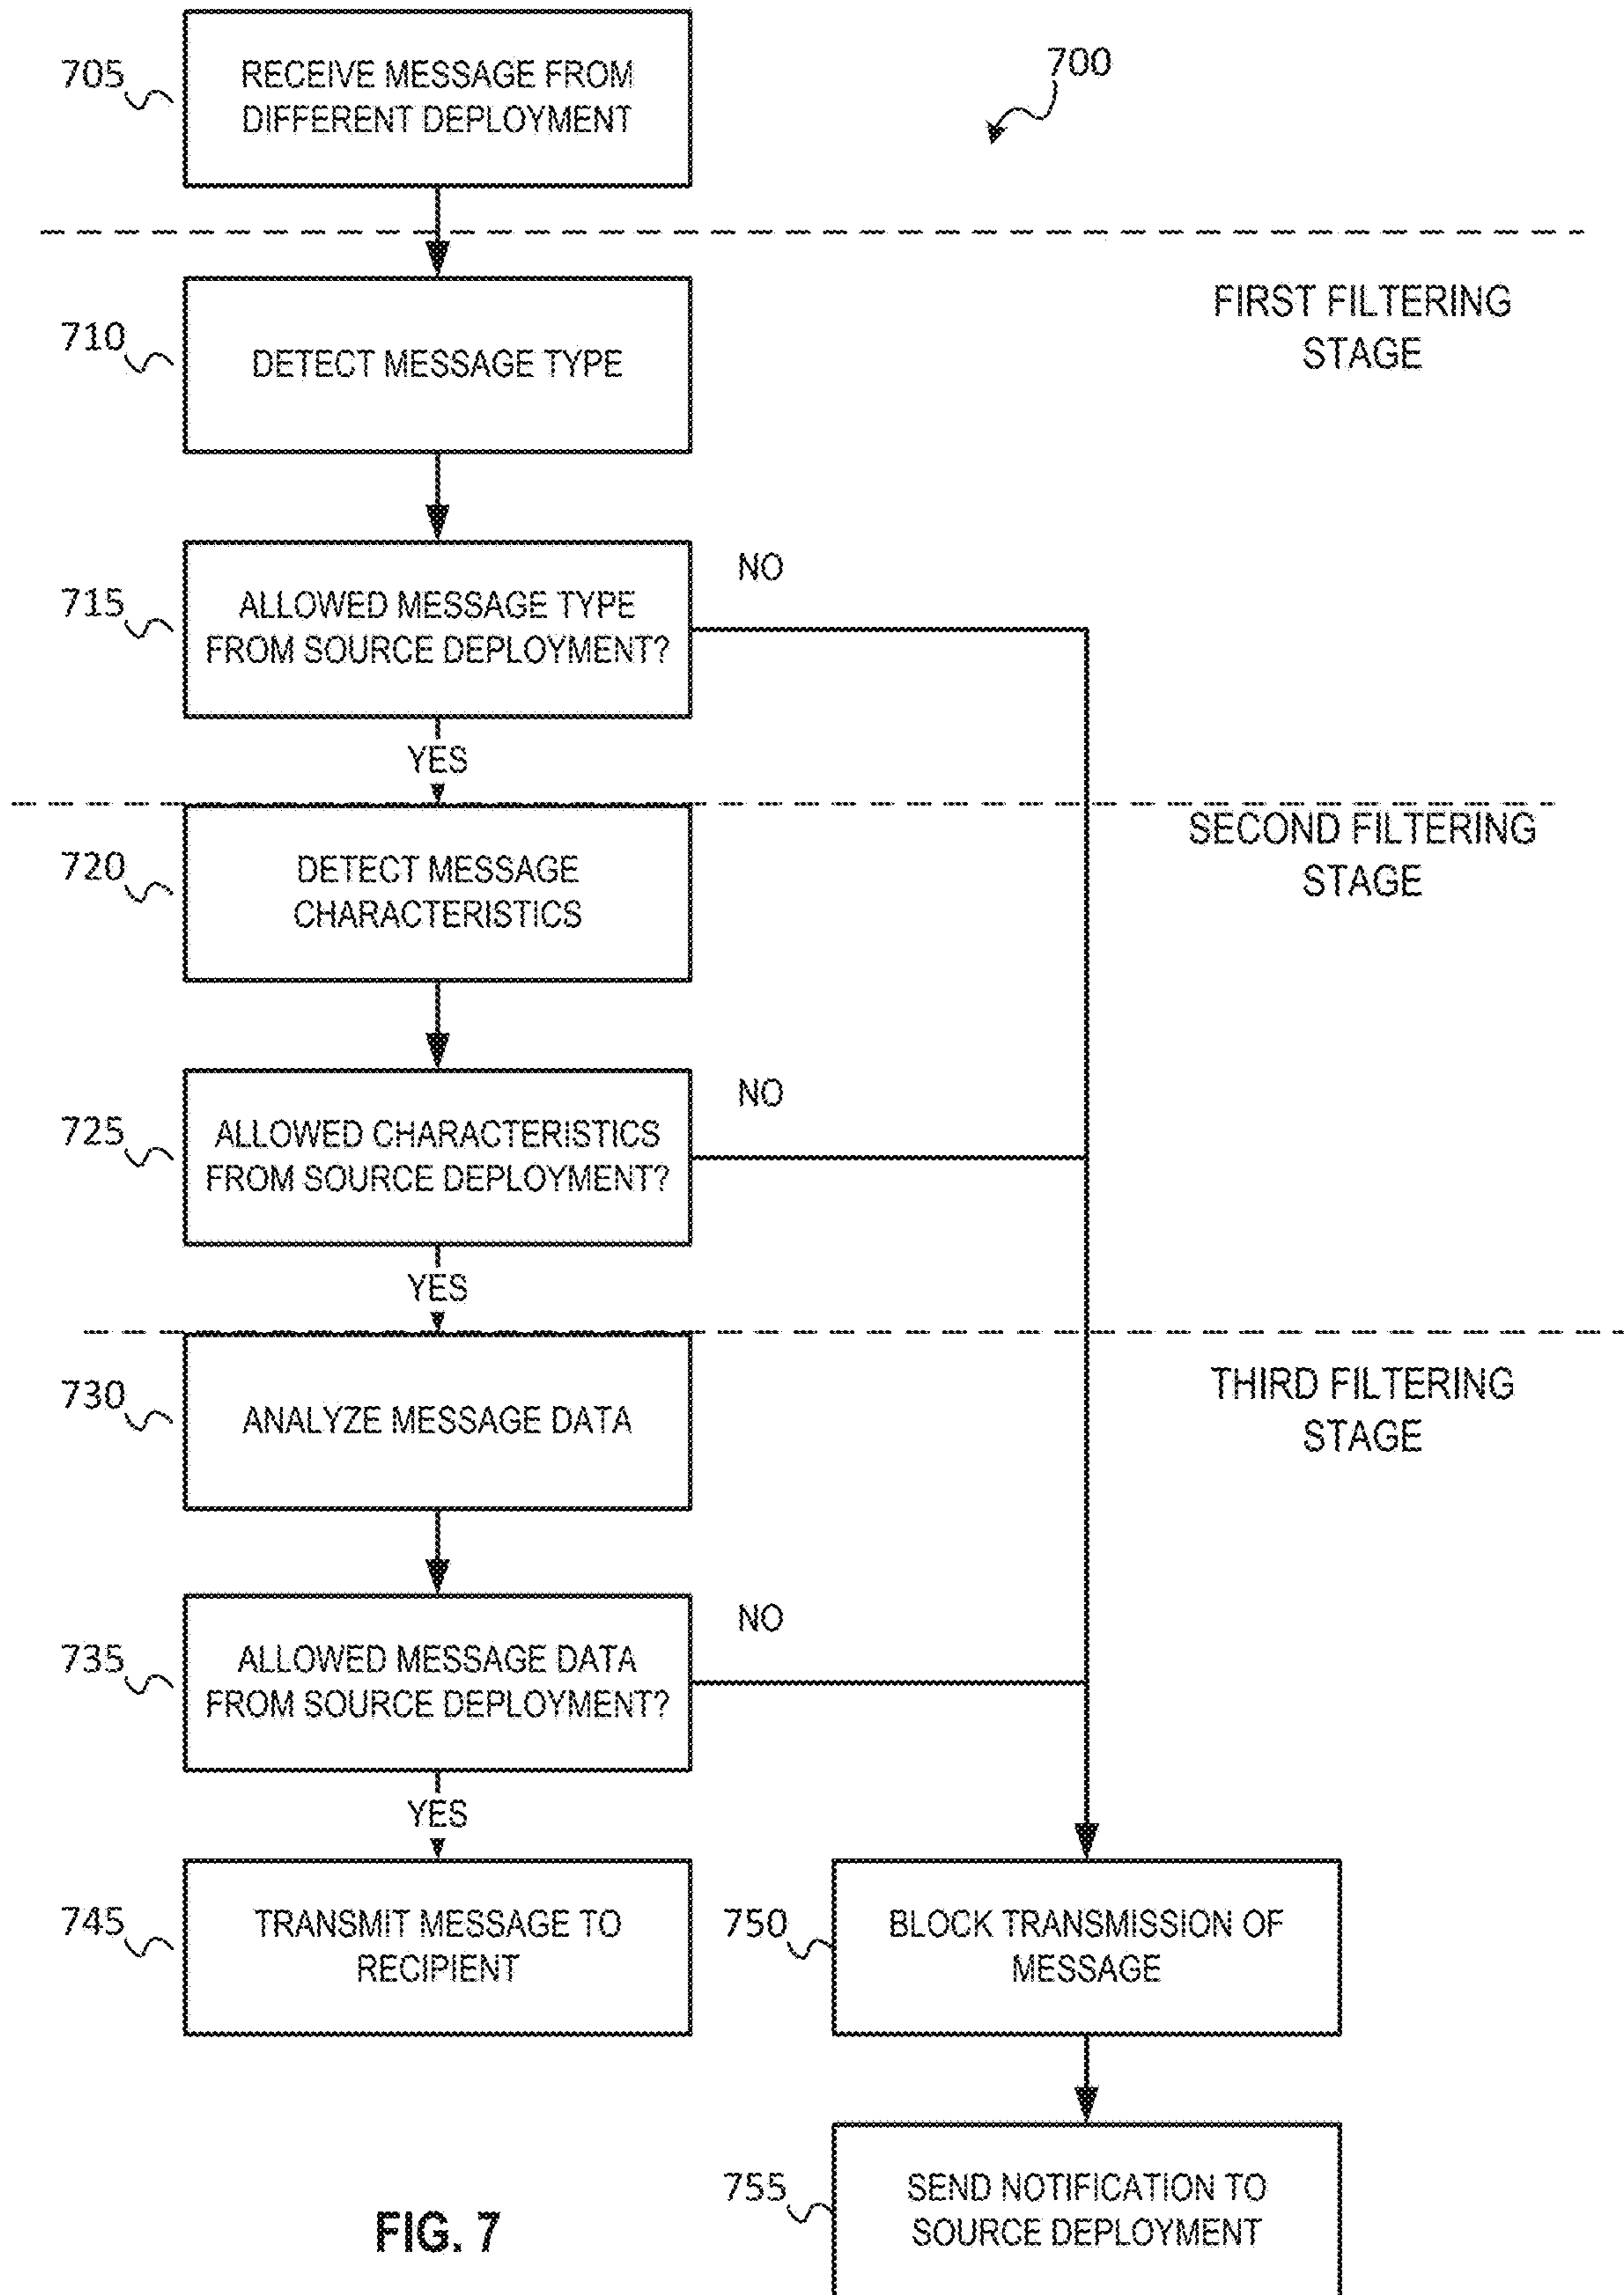 705
RECEIVE MESSAGE FROM
DIFFERENT DEPLOYMENT
700
710
DETECT MESSAGE TYPE
FIRST FILTERING
STAGE
715
ALLOWED MESSAGE TYPE
FROM SOURCE DEPLOYMENT?
NO
YES
720
DETECT MESSAGE
CHARACTERISTICS
SECOND FILTERING
STAGE
725
ALLOWED CHARACTERISTICS
FROM SOURCE DEPLOYMENT?
NO
YES
730
ANALYZE MESSAGE DATA
THIRD FILTERING
STAGE
735
ALLOWED MESSAGE DATA
FROM SOURCE DEPLOYMENT?
NO
YES
745
TRANSMIT MESSAGE TO
RECIPIENT
750
BLOCK TRANSMISSION OF
MESSAGE
755
SEND NOTIFICATION TO
SOURCE DEPLOYMENT
FIG. 7